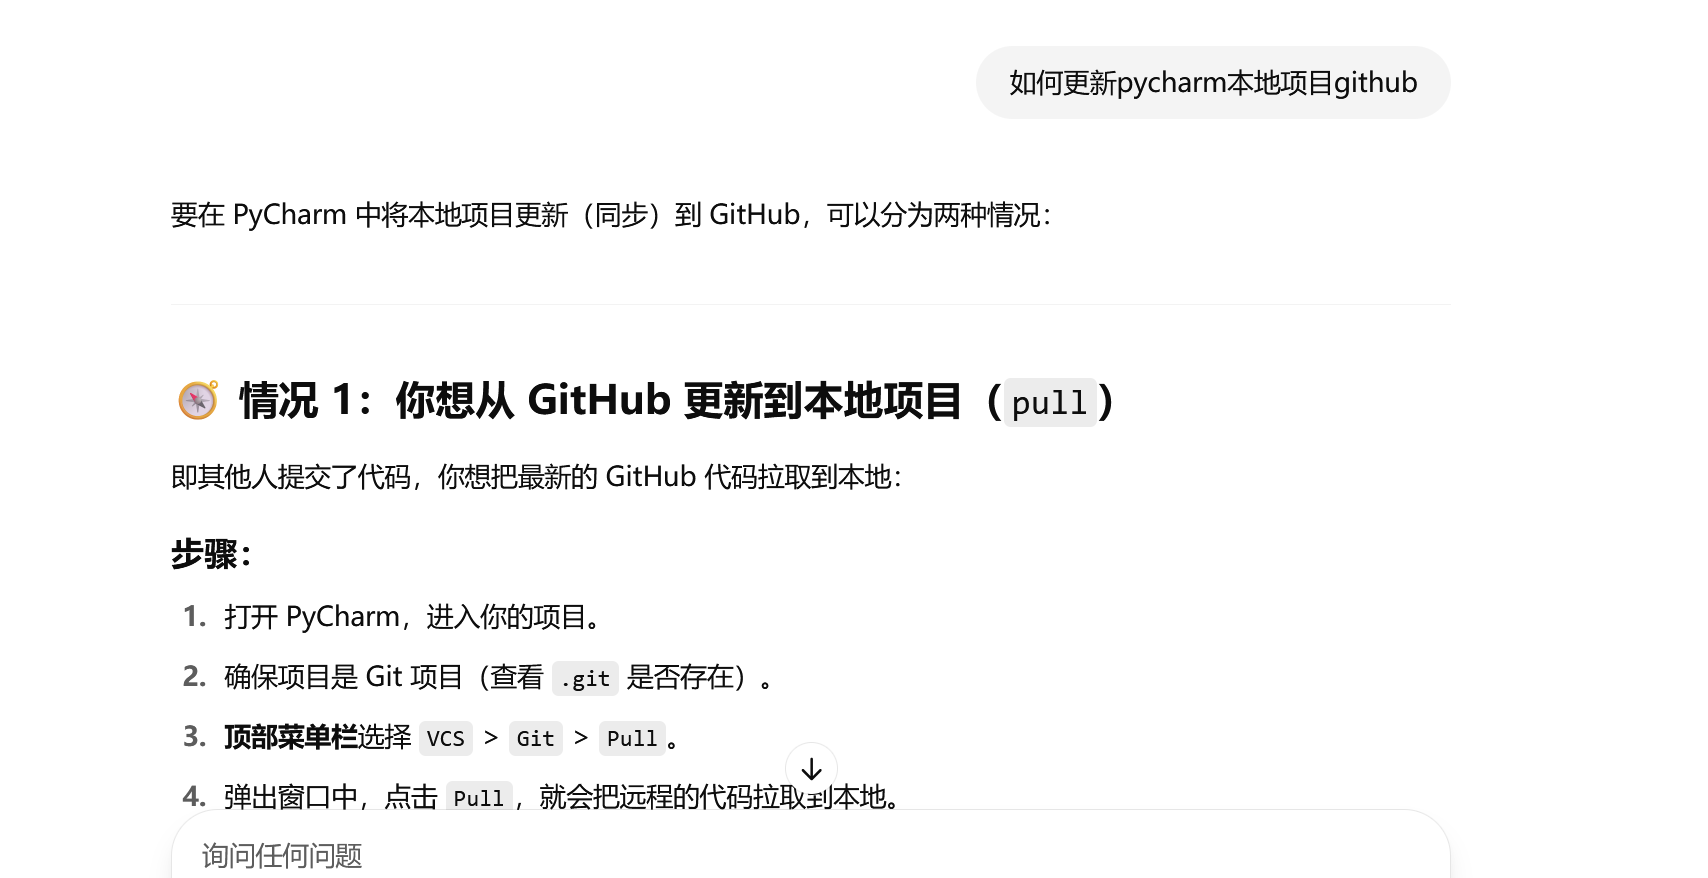 如何更新pycharm本地项目github
要在 PyCharm 中将本地项目更新（同步）到 GitHub，可以分为两种情况：
情况 1：你想从 GitHub 更新到本地项目（pull）
即其他人提交了代码，你想把最新的 GitHub 代码拉取到本地：
步骤：
1. 打开 PyCharm，进入你的项目。
2. 确保项目是 Git 项目（查看 .git 是否存在）。
3. 顶部菜单栏选择 VCS > Git > Pull。
4. 弹出窗口中，点击 Pull，就会把远程的代码拉取到本地。
询问任何问题